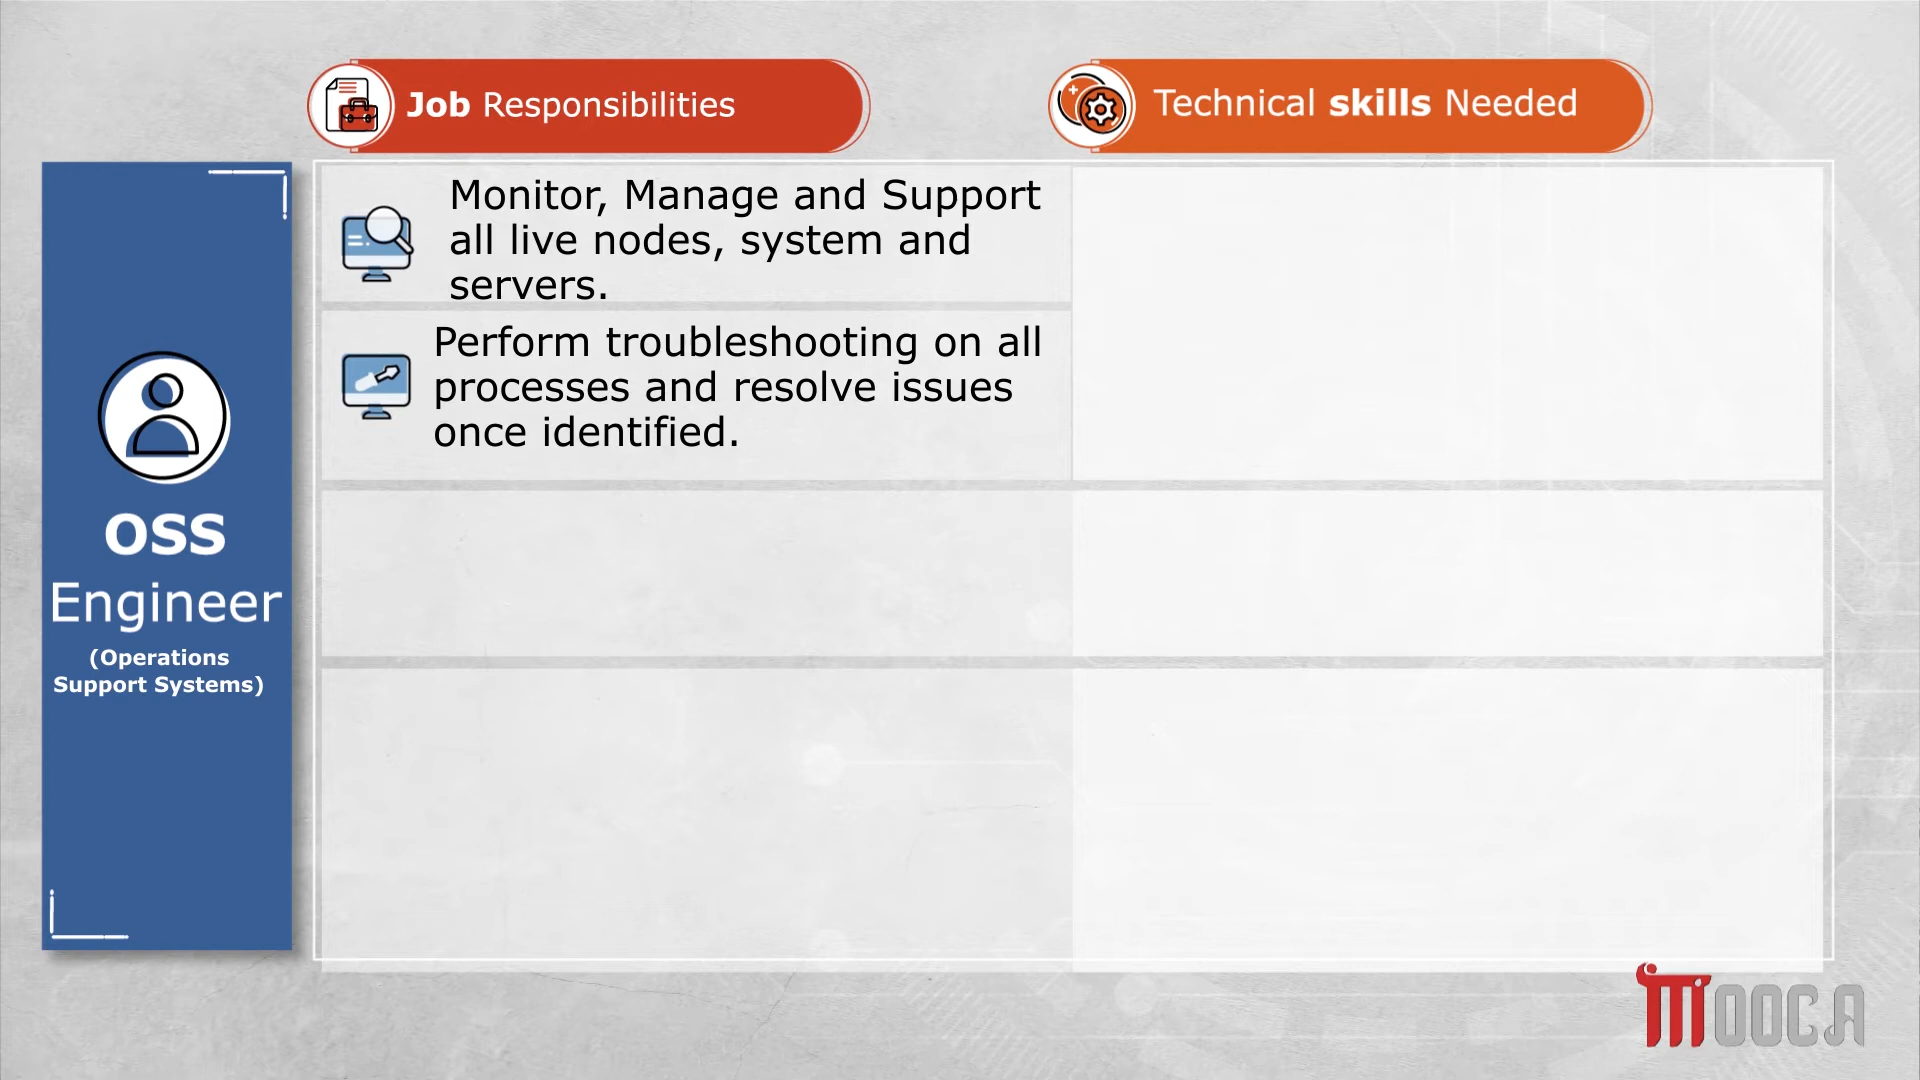 Job Responsibilities
Technical skills Needed
OSS
Engineer
(Operations
Support Systems)
Monitor, Manage and Support
all live nodes, system and
servers.
Perform troubleshooting on all
processes and resolve issues
once identified.
MOOCA